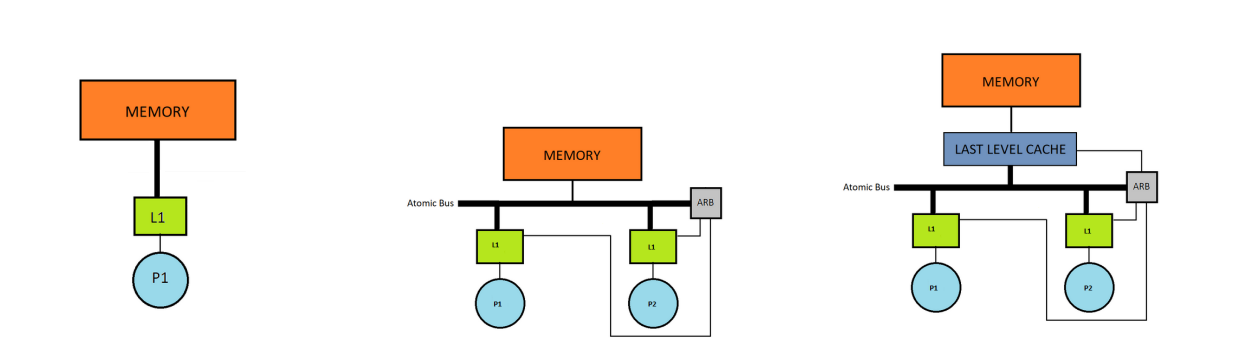 MEMORY
L1
P1
MEMORY
Atomic Bus
ARB
L1
L1
P1
P2
MEMORY
LAST LEVEL CACHE
Atomic Bus
ARB
L1
L1
P1
P2